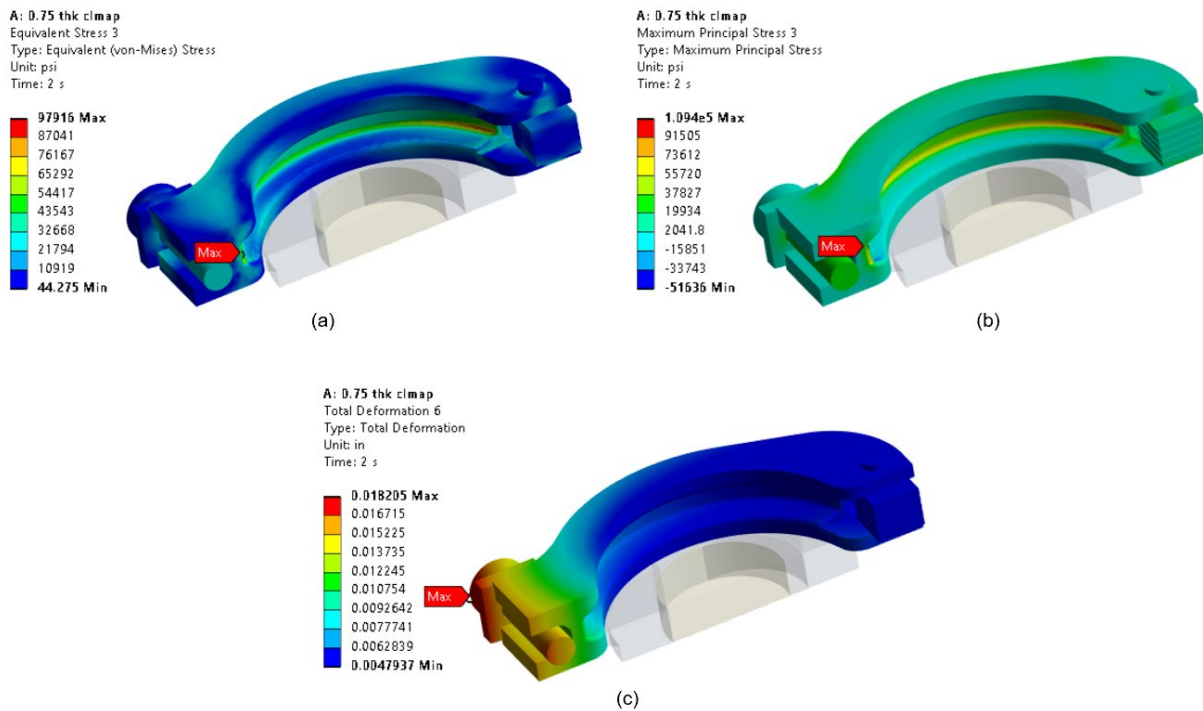 A: 0.75 thk clmap
Equivalent Stress 3
Type: Equivalent (von-Mises) Stress
Unit: psi
Time: 2 s
97916 Max
87041
76167
65292
54417
43543
32668
21794
10919
44.275 Min
Max
(a)
A: 0.75 thk clmap
Maximum Principal Stress 3
Type: Maximum Principal Stress
Unit: psi
Time: 2 s
1.094e5 Max
91505
73612
55720
37827
19934
2041.8
-15851
-33743
-51636 Min
Max
(b)
A: 0.75 thk clmap
Total Deformation 6
Type: Total Deformation
Unit: in
Time: 2 s
0.018205 Max
0.016715
0.015225
0.013735
0.012245
0.010754
0.0092642
0.0077741
0.0062839
0.0047937 Min
Max
(c)